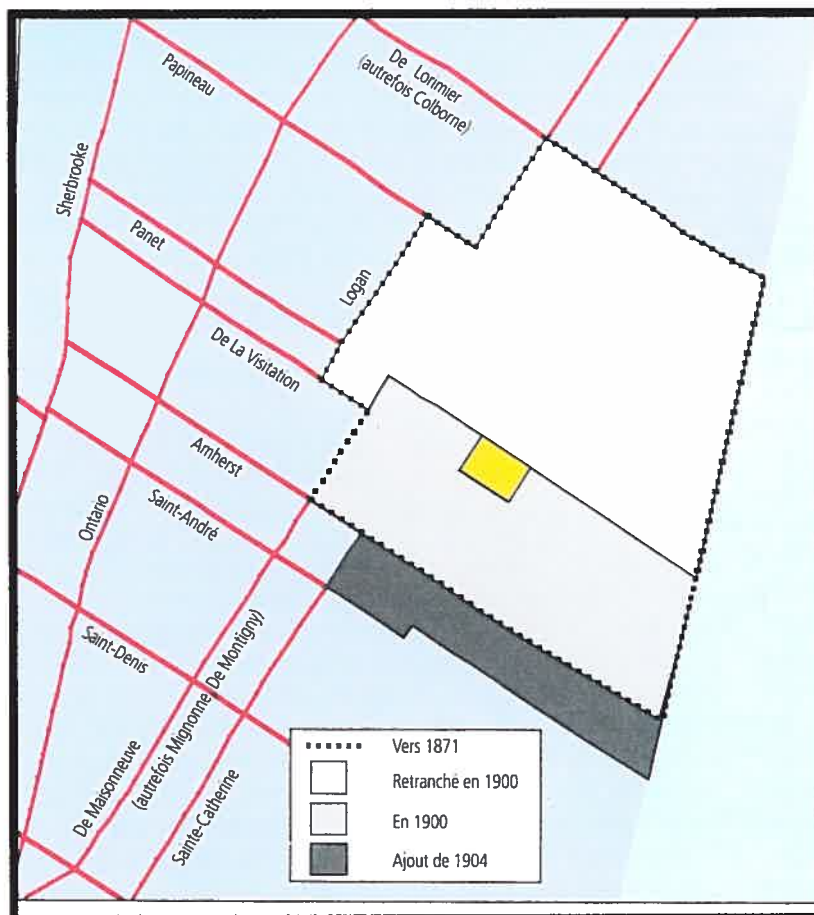 De Lorimier
(autrefois Colborne)
Papineau
Sherbrooke
Panet
Logan
De La Visitation
Amherst
Ontario
Saint-André
Saint-Denis
De Maisonneuve
(autrefois Mignonne, De Montigny)
Sainte-Catherine
Vers 1871
Retranché en 1900
En 1900
Ajout de 1904